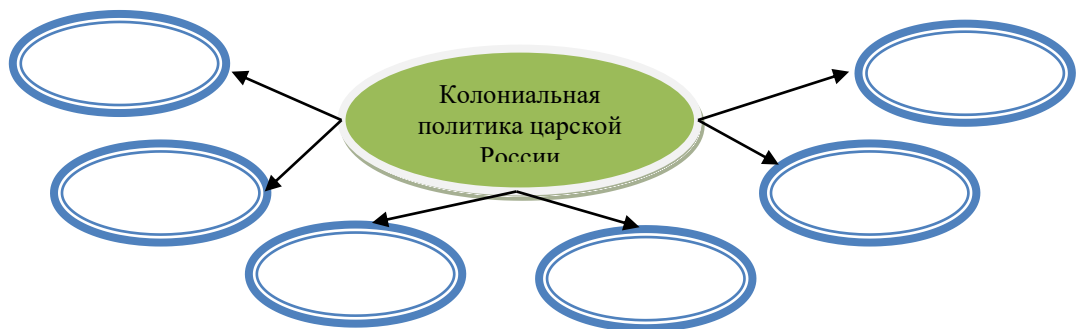 Колониальная
политика царской
России